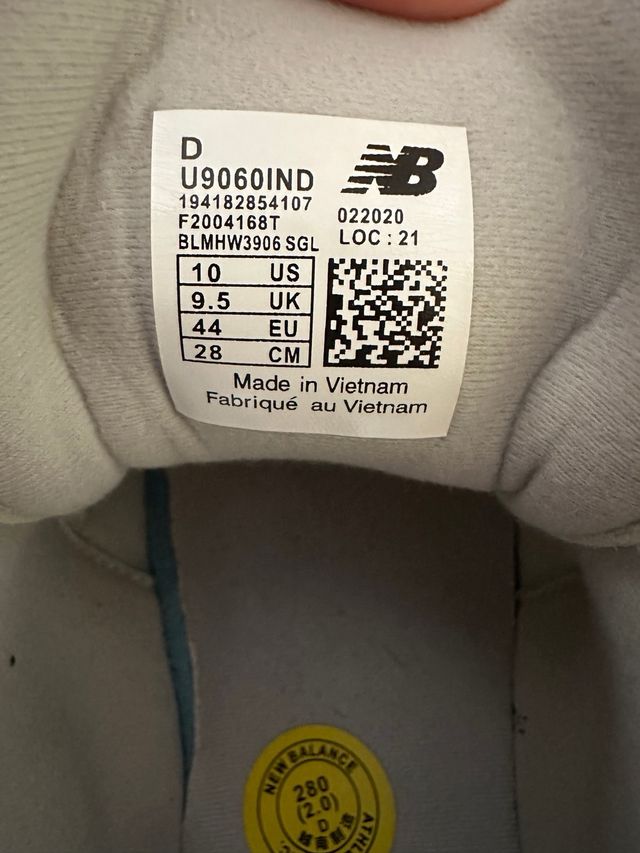 D
U9060IND
194182854107
F2004168T
BLMHW3906 SGL
NB
022020
LOC : 21
10 US
9.5 UK
44 EU
28 CM
Made in Vietnam
Fabriqué au Vietnam
NEW BALANCE
280
(2.0)
D